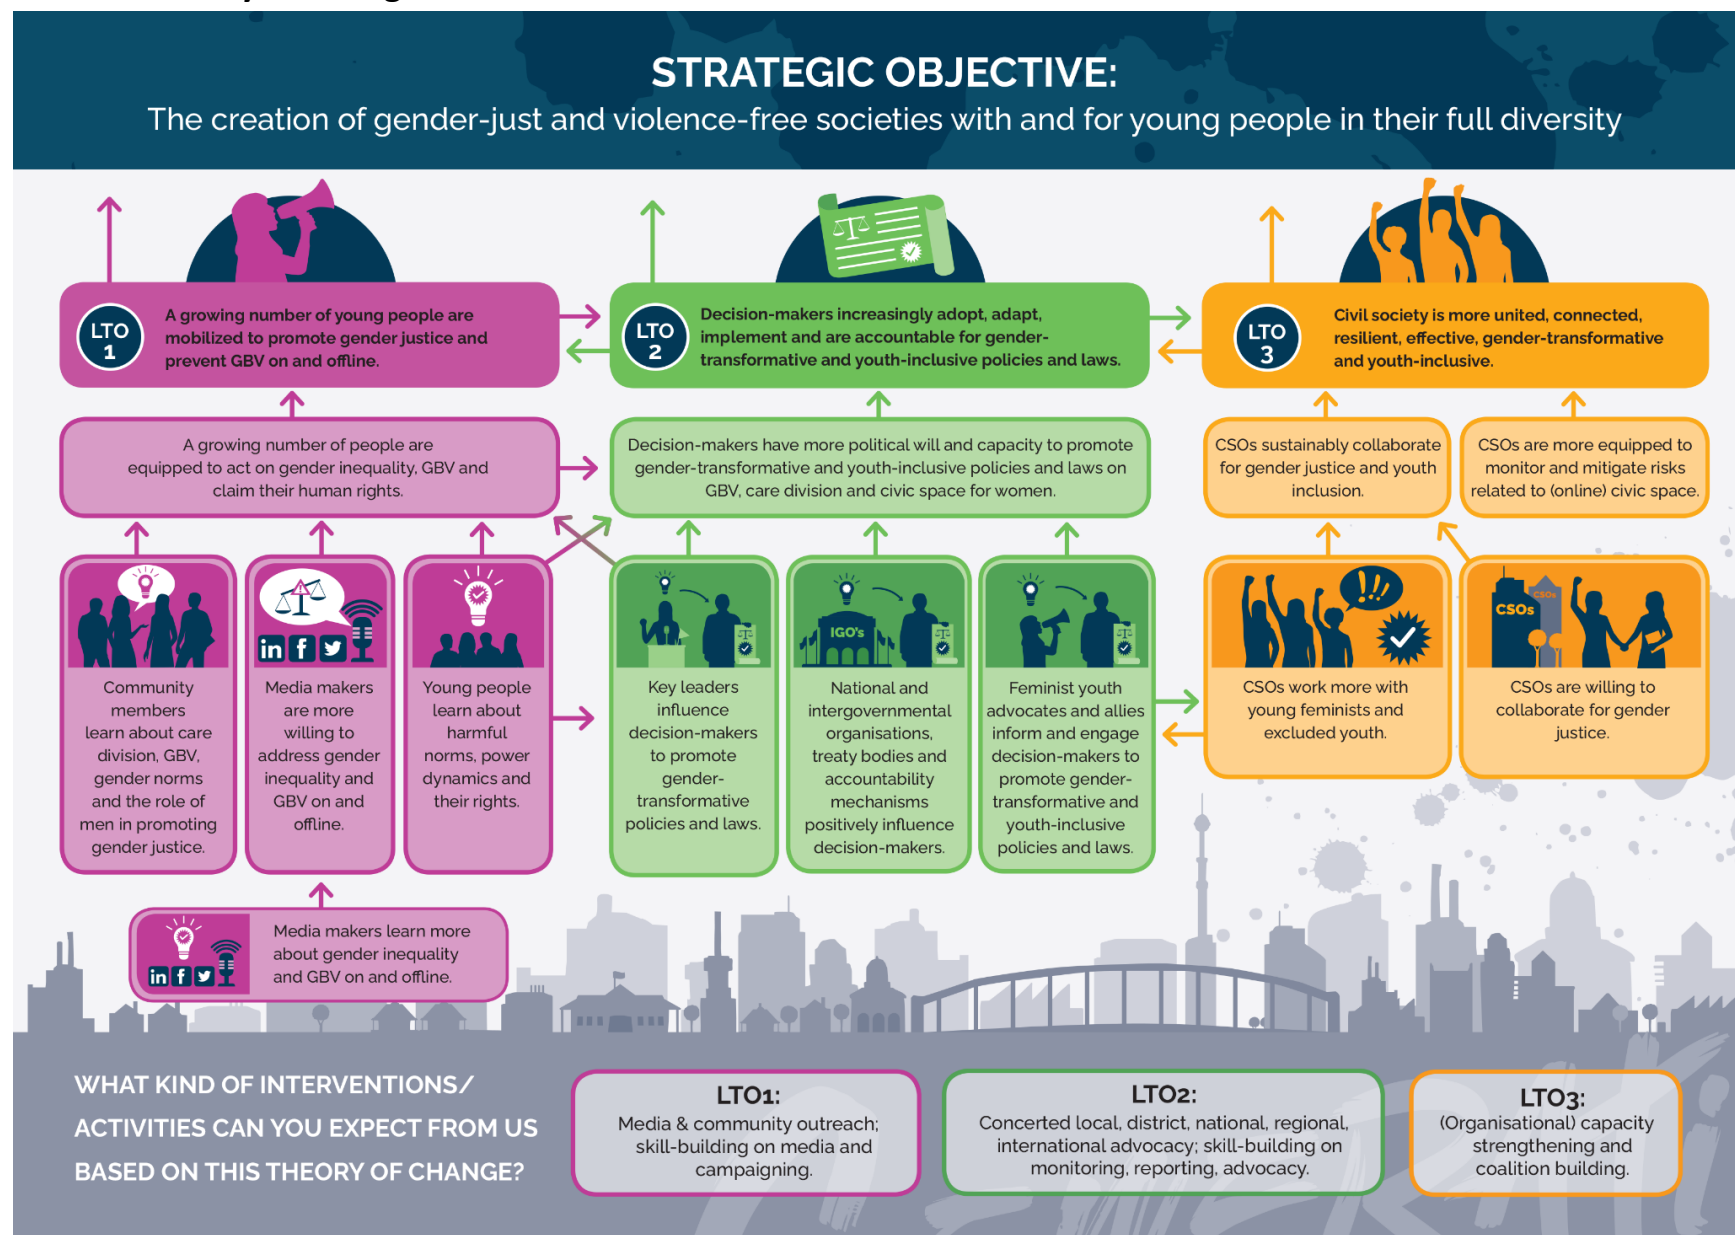 STRATEGIC OBJECTIVE:
The creation of gender-just and violence-free societies with and for young people in their full diversity
LTO
1
A growing number of young people are
mobilized to promote gender justice and
prevent GBV on and offline.
LTO
2
Decision-makers increasingly adopt, adapt,
implement and are accountable for gender-
transformative and youth-inclusive policies and laws.
LTO
3
Civil society is more united, connected,
resilient, effective, gender-transformative
and youth-inclusive.
A growing number of people are
equipped to act on gender inequality, GBV and
claim their human rights.
Decision-makers have more political will and capacity to promote
gender-transformative and youth-inclusive policies and laws on
GBV, care division and civic space for women.
CSOs sustainably collaborate
for gender justice and youth
inclusion.
CSOs are more equipped to
monitor and mitigate risks
related to (online) civic space.
Community
members
learn about care
division, GBV,
gender norms
and the role of
men in promoting
gender justice.
in f
Media makers
are more
willing to
address gender
inequality and
GBV on and
offline.
Young people
learn about
harmful
norms, power
dynamics and
their rights.
Key leaders
influence
decision-makers
to promote
gender-
transformative
policies and laws.
IGO's
National and
intergovernmental
organisations,
treaty bodies and
accountability
mechanisms
positively influence
decision-makers.
Feminist youth
advocates and allies
inform and engage
decision-makers to
promote gender-
transformative and
youth-inclusive
policies and laws.
!!!
CSOs work more with
young feminists and
excluded youth.
CSOs
CSOs
CSOs are willing to
collaborate for gender
justice.
in f
Media makers learn more
about gender inequality
and GBV on and offline.
WHAT KIND OF INTERVENTIONS/
ACTIVITIES CAN YOU EXPECT FROM US
BASED ON THIS THEORY OF CHANGE?
LTO1:
Media & community outreach;
skill-building on media and
campaigning.
LTO2:
Concerted local, district, national, regional,
international advocacy; skill-building on
monitoring, reporting, advocacy.
LTO3:
(Organisational) capacity
strengthening and
coalition building.